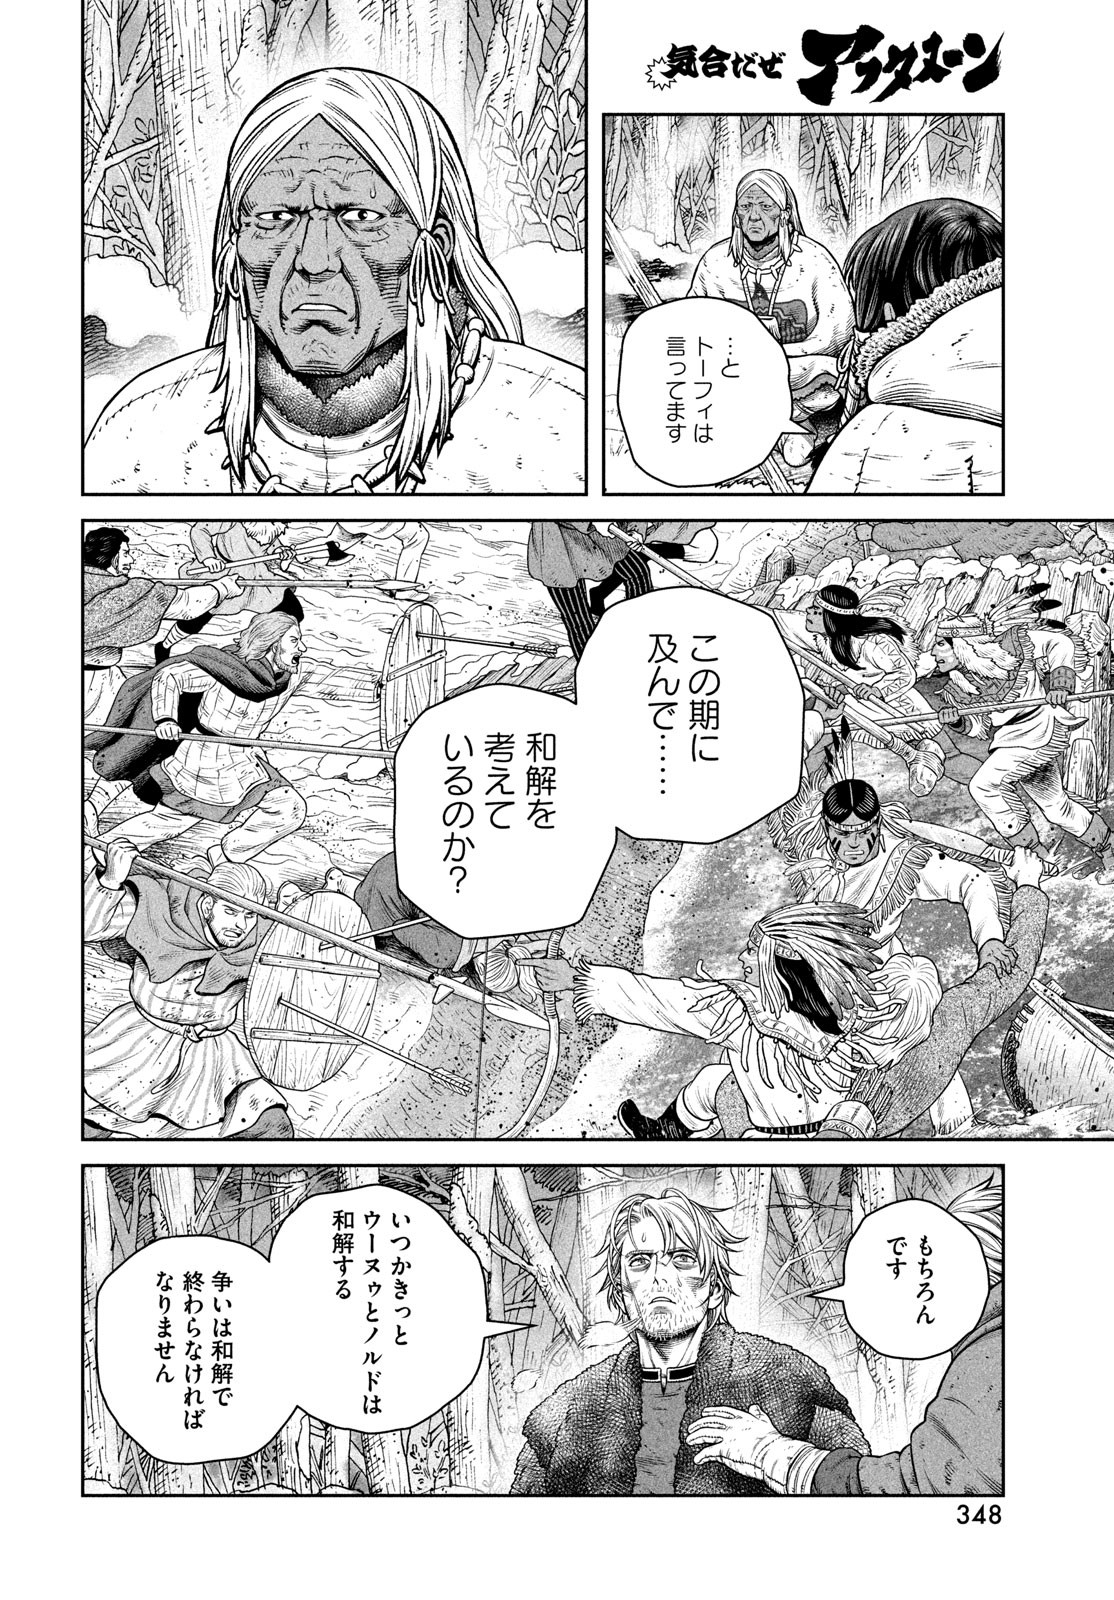 気合だぜ
アフタヌーン
…と
トーフィは
言ってます
この期に
及んで……
和解を
考えて
いるのか?
もちろん
です
いつかきっと
ウーヌゥとノルドは
和解する
争いは和解で
終わらなければ
なりません
348